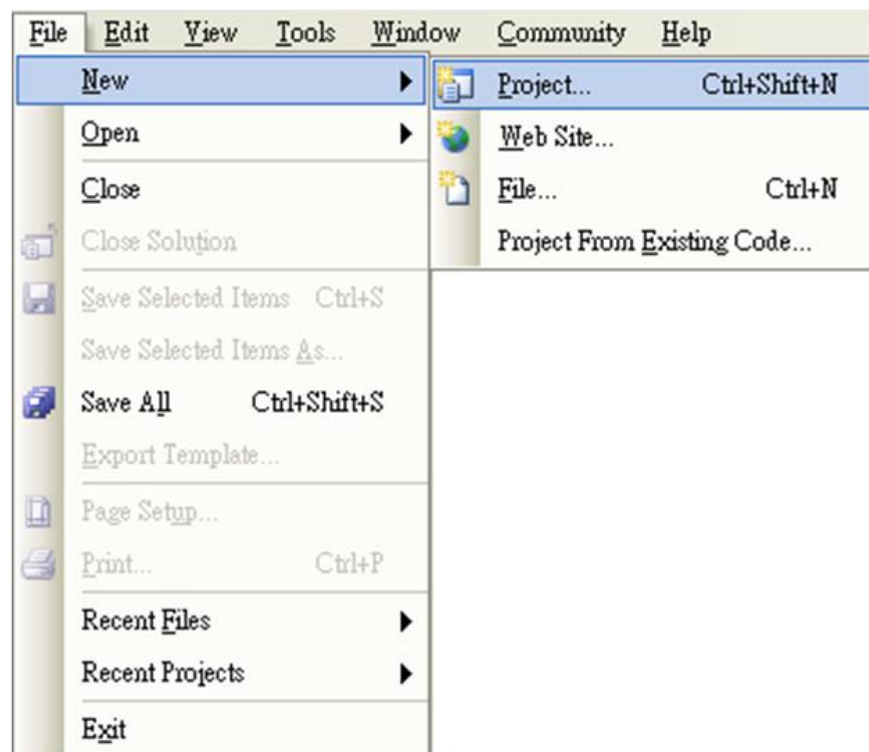 File Edit View Tools Window Community Help
New
Project... Ctrl+Shift+N
Open
Web Site...
Close
File... Ctrl+N
Close Solution
Project From Existing Code...
Save Selected Items Ctrl+S
Save Selected Items As...
Save All Ctrl+Shift+S
Export Template...
Page Setup...
Print... Ctrl+P
Recent Files
Recent Projects
Exit